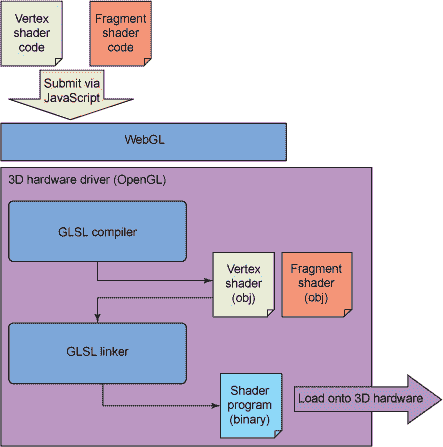 Vertex
shader
code
Fragment
shader
code
Submit via
JavaScript
WebGL
3D hardware driver (OpenGL)
GLSL compiler
Vertex
shader
(obj)
Fragment
shader
(obj)
GLSL linker
Shader
program
(binary)
Load onto 3D hardware